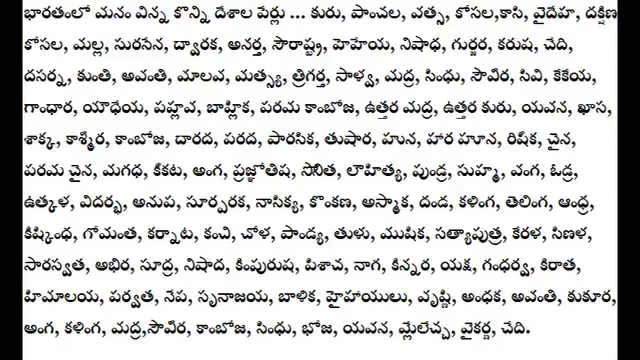 భారతంలో మనం విన్న కొన్ని దేశాల పేర్లు ... కురు, పాంచల, వత్స, కోసల,కాసి, వైదేహ, దక్షిణ
కోసల, మల్ల, సురసేన, ద్వారక, అనర్త, సౌరాష్ట్ర, హెహేయ, నిషాధ, గుర్జర, కరుష, చేది,
దసర్న, కుంతి, అవంతి, మాలవ, మత్స్య, త్రిగర్త, సాళ్వ, మద్ర, సింధు, సౌవిర, సివి, కేకేయ,
గాంధార, యౌధేయ, పహ్లవ, బాహ్లిక, పరమ కాంబోజ, ఉత్తర మద్ర, ఉత్తర కురు, యవన, ఖాస,
శాక్క, కాశ్మీర, కాంబోజ, దారద, పరద, పారసిక, తుషార, హున, హార హూన, రిషిక, చైన,
పరమ చైన, మగధ, కీకట, అంగ, ప్రజ్ఞోతిష, సోనిత, లౌహిత్య, పుండ్ర, సుహ్మ, వంగ, ఓడ్ర,
ఉత్కళ, విదర్భ, అనుప, సూర్పరక, నాసిక్య, కొంకణ, అస్మాక, దండ, కళింగ, తెలింగ, ఆంధ్ర,
కిష్కింధ, గోమంత, కర్నాట, కంచి, చోళ, పాండ్య, తుళు, ముషిక, సత్యాపుత్ర, కేరళ, సిణళ,
సారస్వత, అభిర, సూద్ర, నిషాద, కింపురుష, పిశాచ, నాగ, కిన్నర, యక్ష, గంధర్వ, కిరాత,
హిమాలయ, పర్వత, నేప, సృనాజయ, బాళిక, హైహాయులు, వృష్ణి, అంధక, అవంతి, కుకూర,
అంగ, కళింగ, మద్ర,సౌవిర, కాంబోజ, సింధు, భోజ, యవన, మ్లేలెచ్ఛ, వైకర్ణ, చేది.